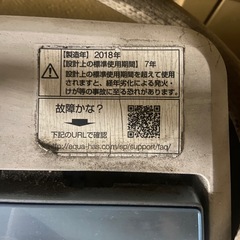 【製造年】2018年
【設計上の標準使用期間】7年
設計上の標準使用期間を超えて使用
されますと、経年劣化による発火・
けが等の事故に至る恐れがあります。
故障かな？
下記のURLで確認
http://aqua-has.com/sp/support/faq/